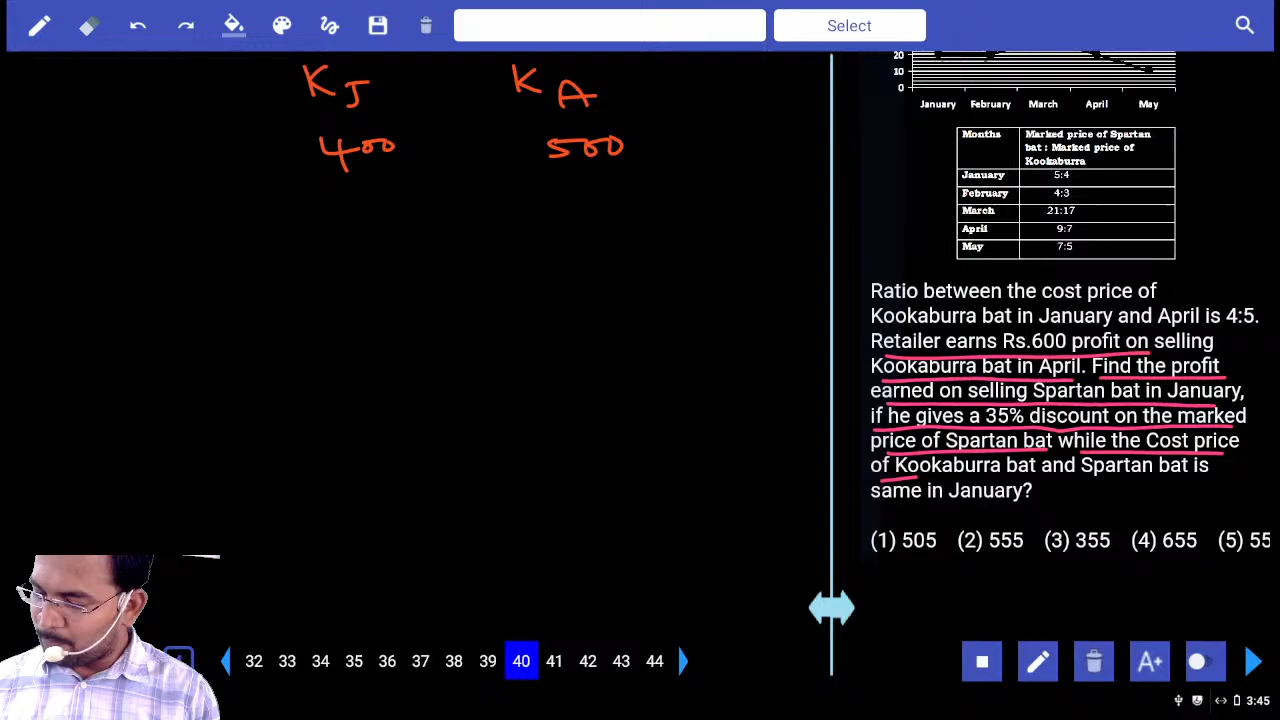 Select
K J K A
400 500
20
10
0
January February March April May
Months Marked price of Spartan bat : Marked price of Kookaburra
January 5:4
February 4:3
March 21:17
April 9:7
May 7:5
Ratio between the cost price of
Kookaburra bat in January and April is 4:5.
Retailer earns Rs.600 profit on selling
Kookaburra bat in April. Find the profit
earned on selling Spartan bat in January,
if he gives a 35% discount on the marked
price of Spartan bat while the Cost price
of Kookaburra bat and Spartan bat is
same in January?
(1) 505 (2) 555 (3) 355 (4) 655 (5) 55
32 33 34 35 36 37 38 39 40 41 42 43 44
A+
3:45